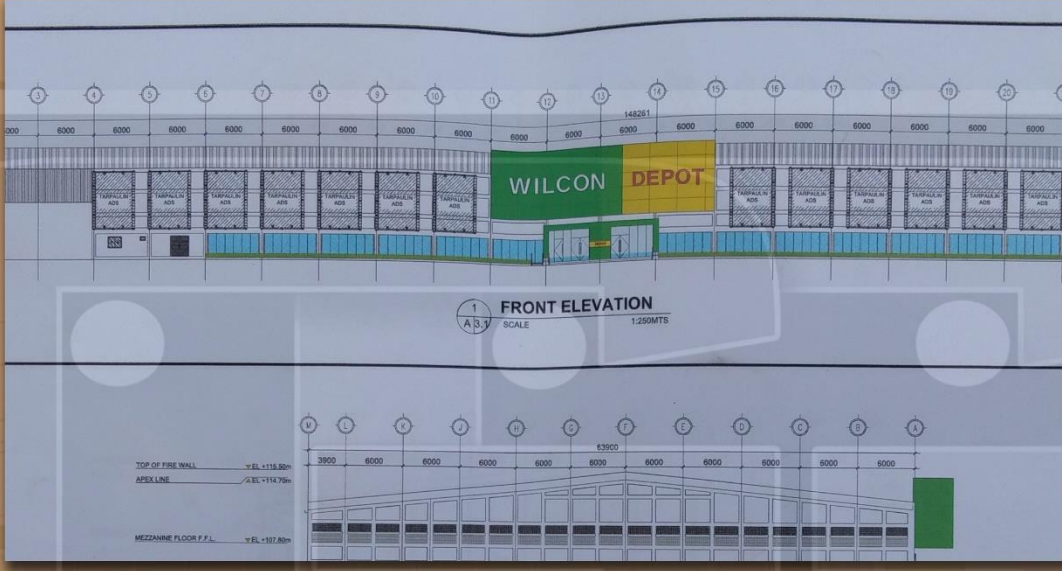 3 4 5 6 7 8 9 10 11 12 13 14 15 16 17 18 19 20
148261
6000 6000 6000 6000 6000 6000 6000 6000 6000 6000 6000 6000 6000 6000 6000 6000 6000 6000
WILCON DEPOT
TARPAULIN ADS
TARPAULIN ADS
TARPAULIN ADS
TARPAULIN ADS
TARPAULIN ADS
TARPAULIN ADS
TARPAULIN ADS
TARPAULIN ADS
TARPAULIN ADS
TARPAULIN ADS
TARPAULIN ADS
TARPAULIN ADS
TARPAULIN ADS
1 FRONT ELEVATION
A 3.1 SCALE 1:250MTS
M L K J H G F E D C B A
63900
3900 6000 6000 6000 6000 6000 6000 6000 6000 6000 6000
TOP OF FIRE WALL EL +115.50m
APEX LINE EL +114.75m
MEZZANINE FLOOR F.F.L. EL +107.60m